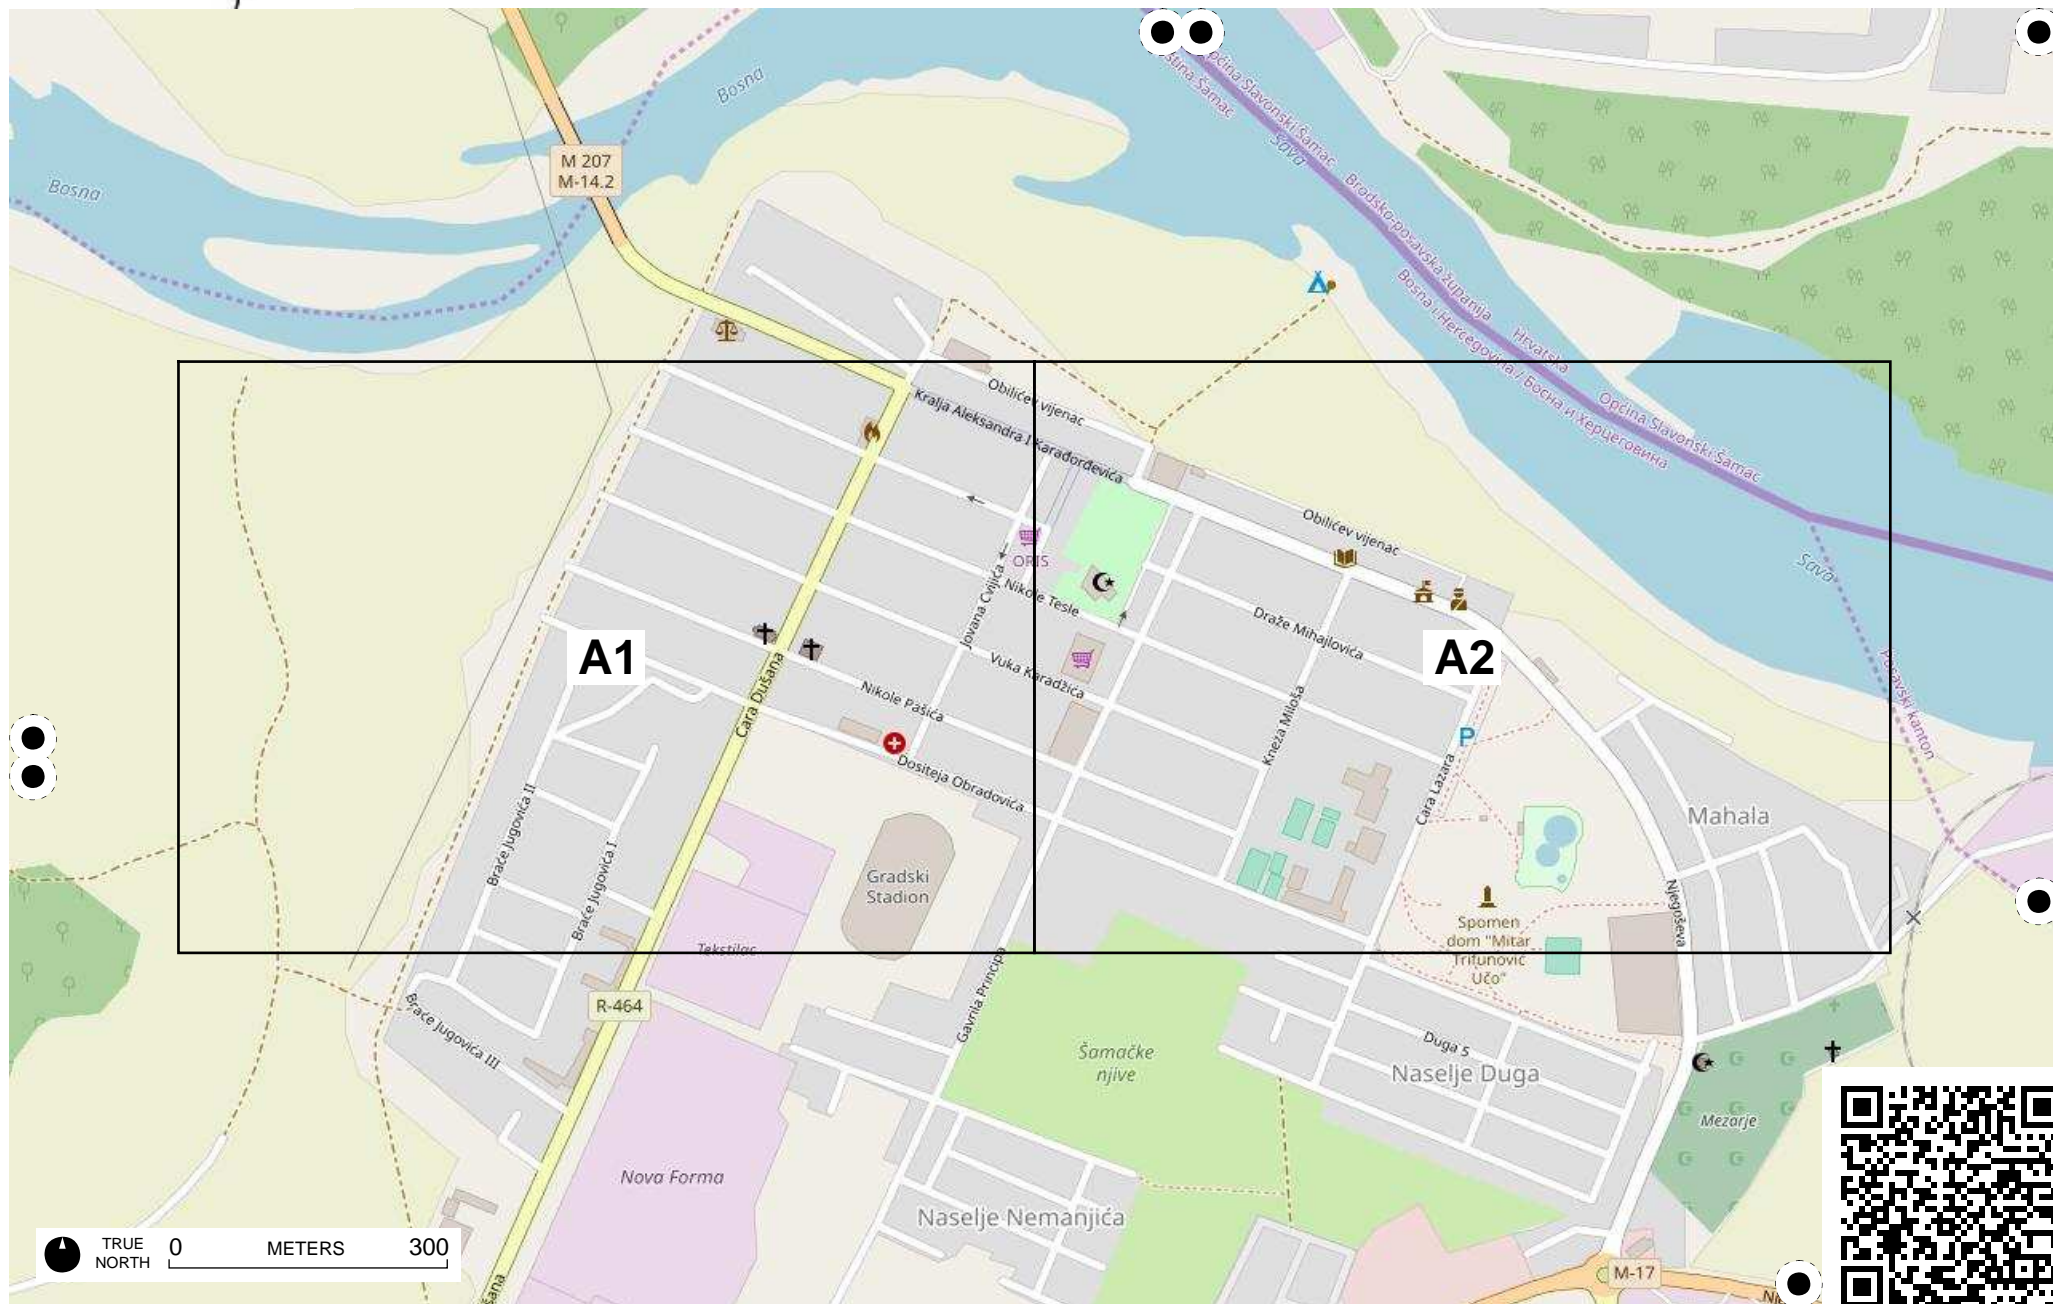 Bosna
Bosna
M 207
M-14.2
Općina Slavonski Šamac
Sava
Brodsko-posavska županija
Hrvatska
Bosna i Hercegovina / Босна и Херцеговина
Općina Slavonski Šamac
Obilićev vijenac
Kralja Aleksandra I Karađorđevića
Obilićev vijenac
ORIS
Jovana Cvijića
Nikole Tesle
Draže Mihajlovića
Sava
Posavski kanton
A1
A2
Vuka Karadžića
Nikole Pašića
Cara Dušana
Kneza Miloša
P
Dositeja Obradovića
Cara Lazara
Mahala
Braće Jugovića II
Braće Jugovića I
Gradski
Stadion
Njegoševa
Spomen
dom "Mitar
Trifunovic
Učo"
Tekstilac
Gavrila Principa
R-464
Braće Jugovića III
Šamačke
njive
Duga 5
Naselje Duga
Mezarje
Nova Forma
Naselje Nemanjića
TRUE
NORTH
0
METERS
300
M-17